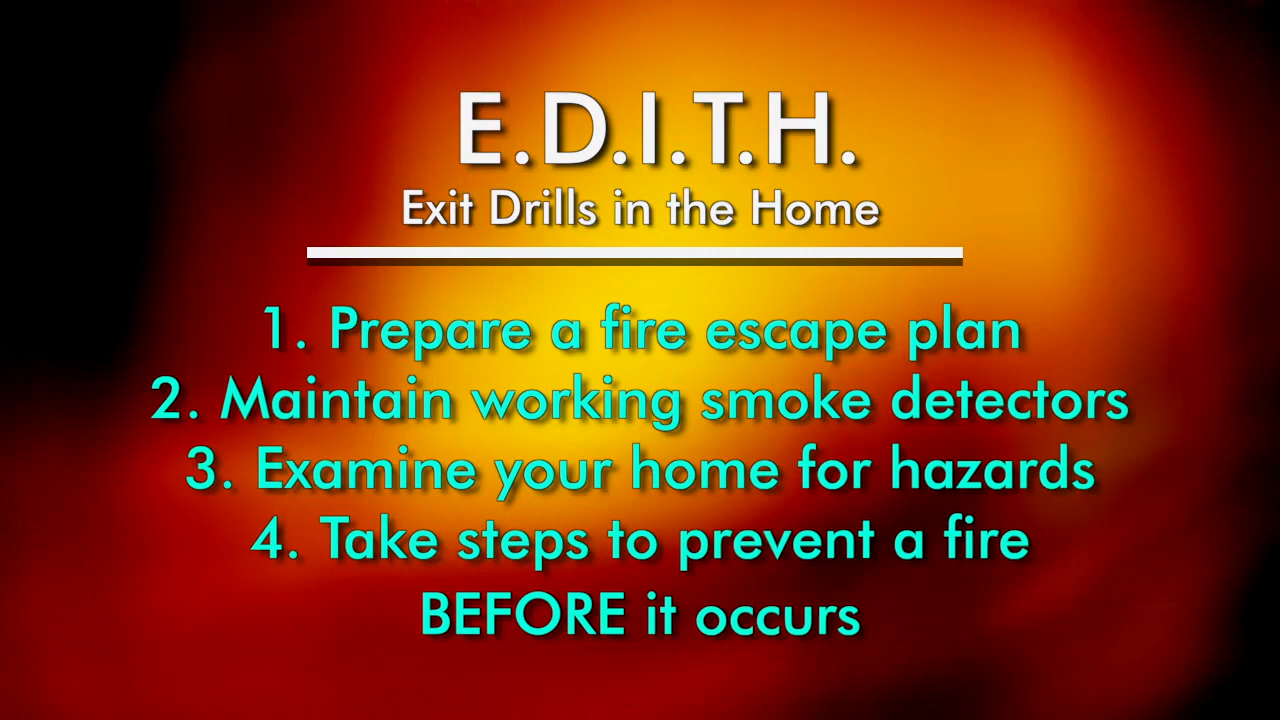 E.D.I.T.H.
Exit Drills in the Home
1. Prepare a fire escape plan
2. Maintain working smoke detectors
3. Examine your home for hazards
4. Take steps to prevent a fire
BEFORE it occurs